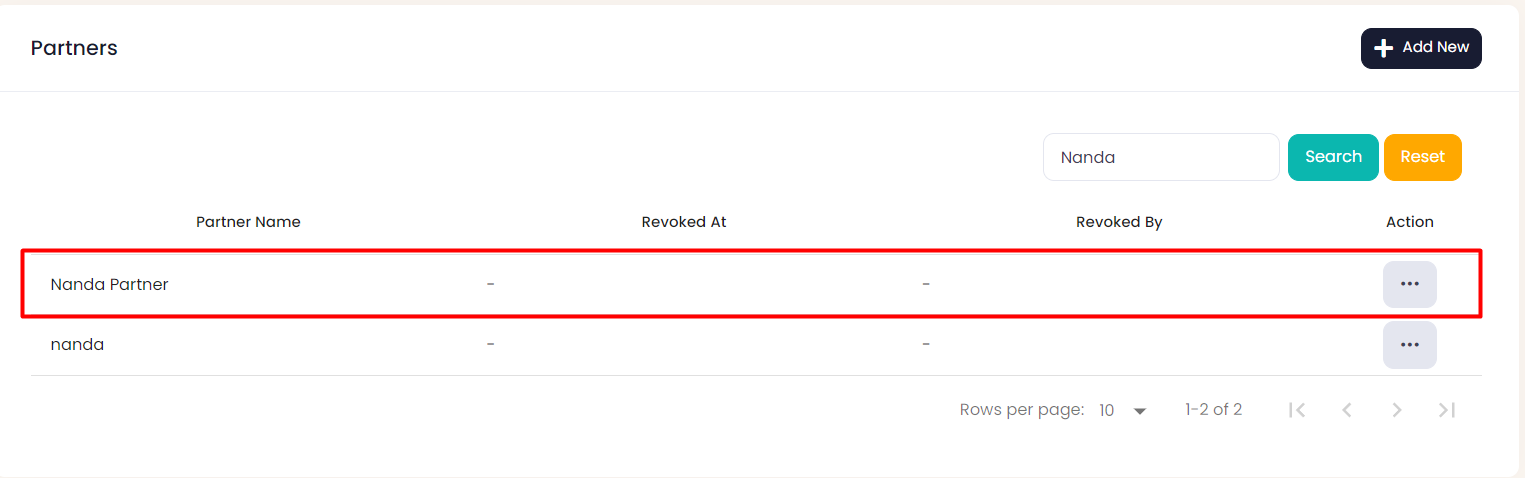 Partners
Add New
Nanda Search Reset
Partner Name Revoked At Revoked By Action
Nanda Partner - - ...
nanda - - ...
Rows per page: 10 1-2 of 2